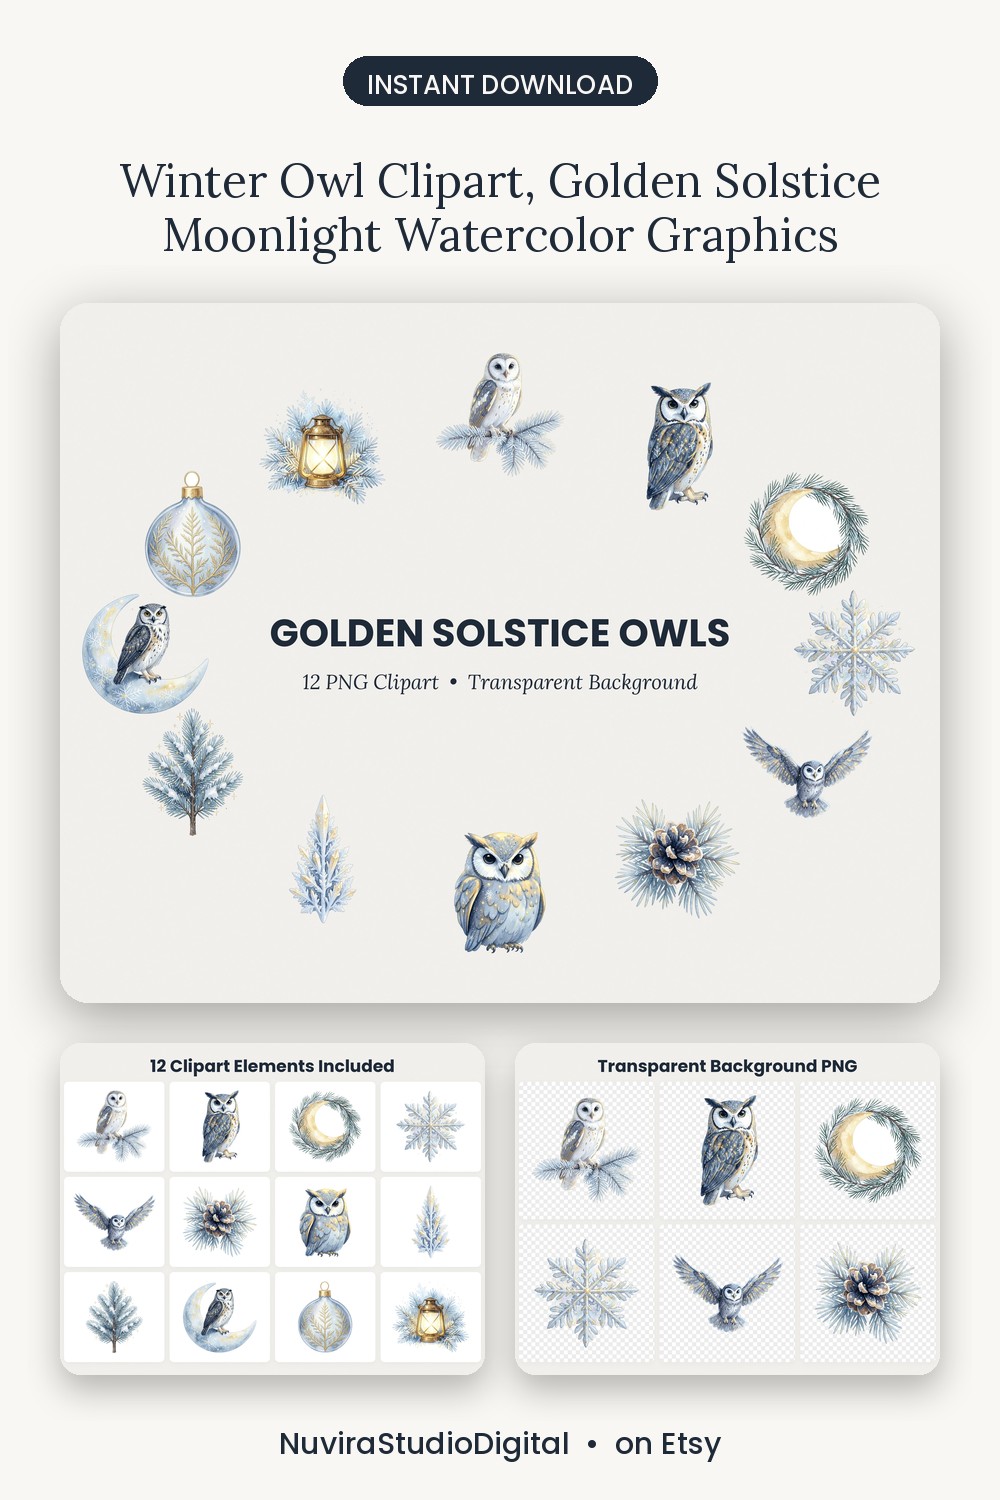 INSTANT DOWNLOAD
Winter Owl Clipart, Golden Solstice
Moonlight Watercolor Graphics
GOLDEN SOLSTICE OWLS
12 PNG Clipart • Transparent Background
12 Clipart Elements Included
Transparent Background PNG
NuviraStudioDigital • on Etsy